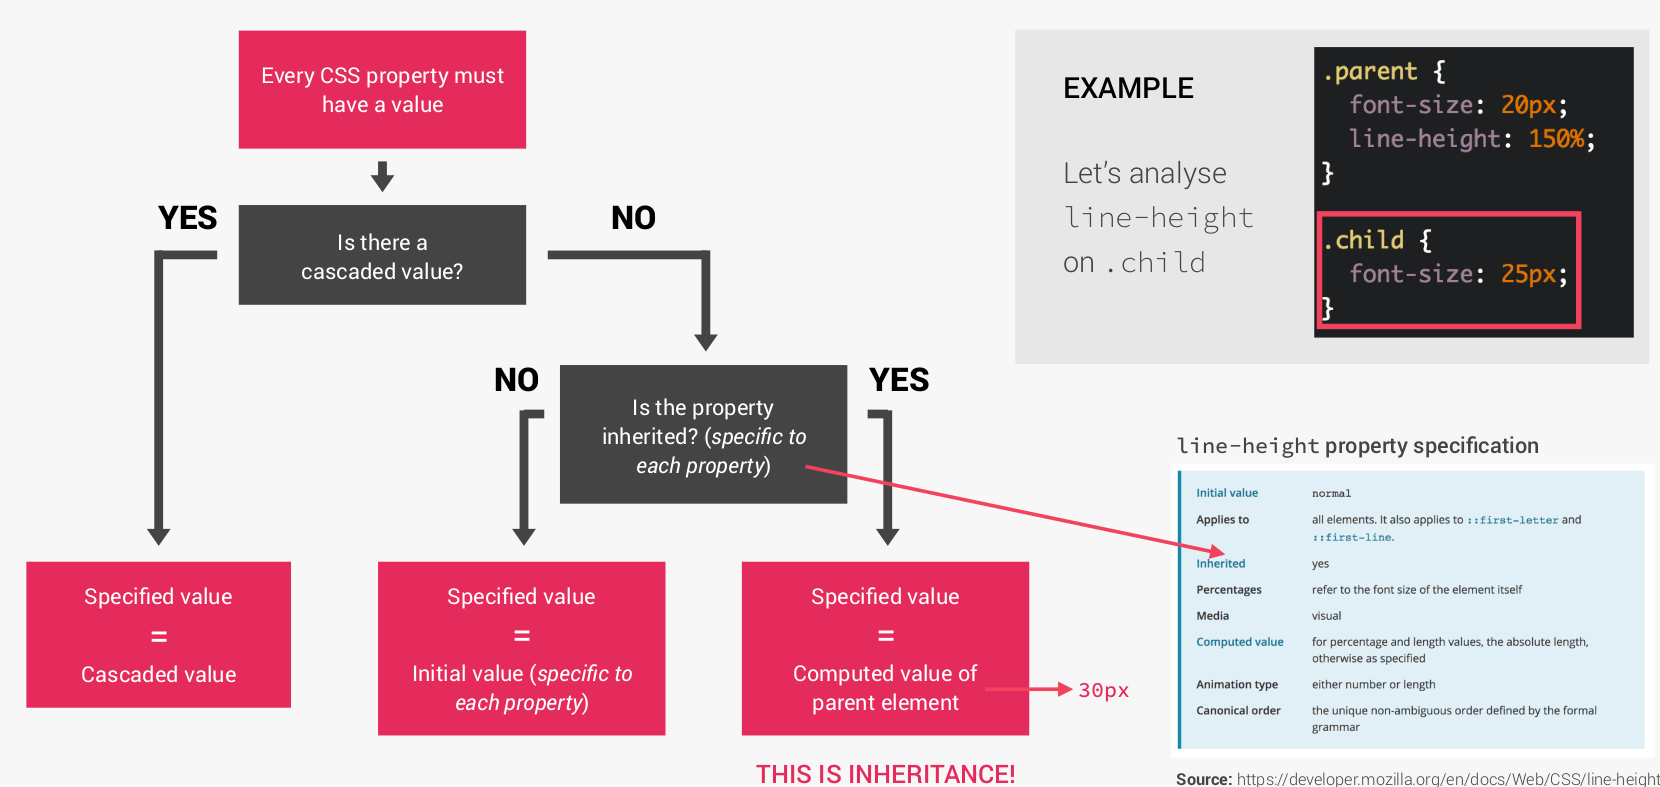 Every CSS property must
have a value
YES
NO
Is there a
cascaded value?
NO
YES
Is the property
inherited? (specific to
each property)
Specified value
=
Cascaded value
Specified value
=
Initial value (specific to
each property)
Specified value
=
Computed value of
parent element
30px
THIS IS INHERITANCE!
EXAMPLE
Let's analyse
line-height
on .child
.parent {
font-size: 20px;
line-height: 150%;
}
.child {
font-size: 25px;
}
line-height property specification
Initial value normal
Applies to all elements. It also applies to ::first-letter and
::first-line.
Inherited yes
Percentages refer to the font size of the element itself
Media visual
Computed value for percentage and length values, the absolute length,
otherwise as specified
Animation type either number or length
Canonical order the unique non-ambiguous order defined by the formal
grammar
Source: https://developer.mozilla.org/en/docs/Web/CSS/line-height